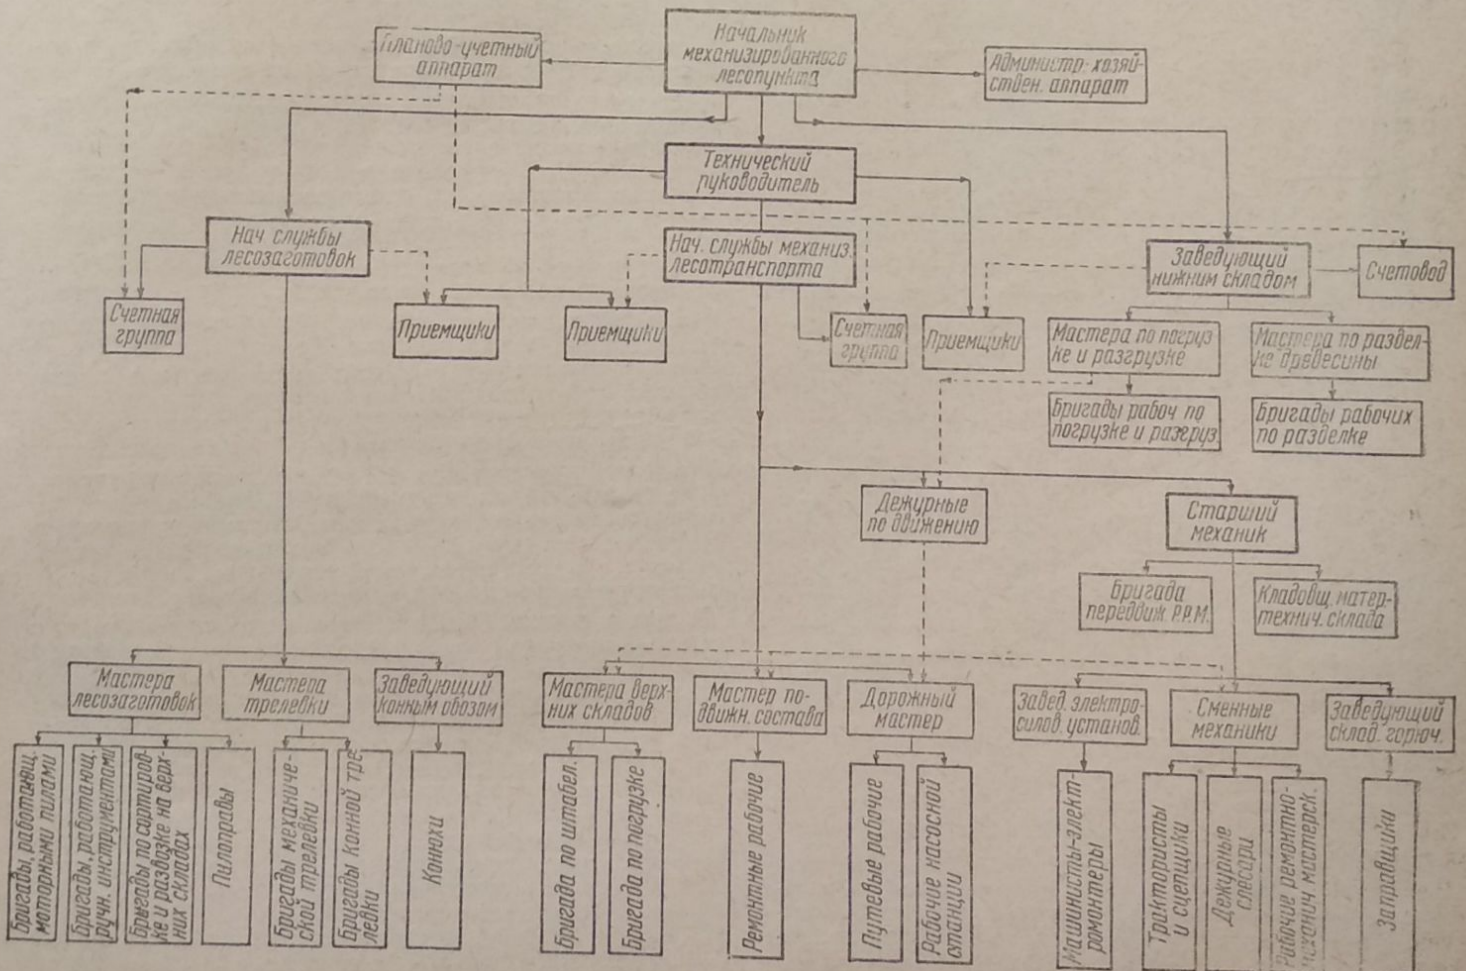 Начальник
механизированного
лесопункта
Планово-учетный
аппарат
Администр.-хозяй-
ствен. аппарат
Технический
руководитель
Нач службы
лесозаготовок
Нач. службы механиз.
лесотранспорта
Заведующий
нижним складом
Счетовод
Счетная
группа
Приемщики
Приемщики
Счетная
группа
Приемщики
Мастера по погруз
ке и разгрузке
Мастера по раздел-
ке древесины
Бригады рабоч по
погрузке и разгруз.
Бригады рабочих
по разделке
Дежурные
по движению
Старший
механик
Бригада
передвиж. Р.Р.М.
Кладовщ. матер-
технич. склада
Мастера
лесозаготовок
Мастера
трелевки
Заведующий
конным обозом
Мастера верх-
них складов
Мастер по-
движн. состава
Дорожный
мастер
Завед. электро-
силов. установ.
Сменные
механики
Заведующий
склад. горюч.
Бригады, работающ.
моторными пилами
Бригады, работающ.
ручн. инструментами
Бригады по сортиров-
ке и развозке на верх-
них складах
Пилоправы
Бригады механиче-
ской трелевки
Бригады конной тре
левки
Конюхи
Бригада по штабел.
Бригада по погрузке
Ремонтные рабочие
Путевые рабочие
Рабочие насосной
станции
Машинисты-элект-
ромонтеры
Трактористы
и сцепщики
Дежурные
слесари
Рабочие ремонтно-
механич мастерск.
Заправщики